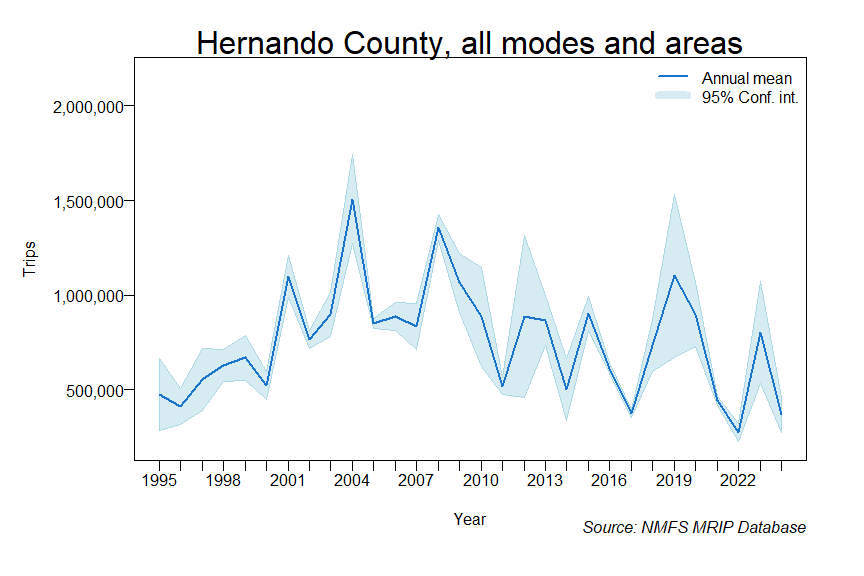 Hernando County, all modes and areas
Annual mean
95% Conf. int.
2,000,000
1,500,000
1,000,000
500,000
Trips
1995 1998 2001 2004 2007 2010 2013 2016 2019 2022
Year
Source: NMFS MRIP Database